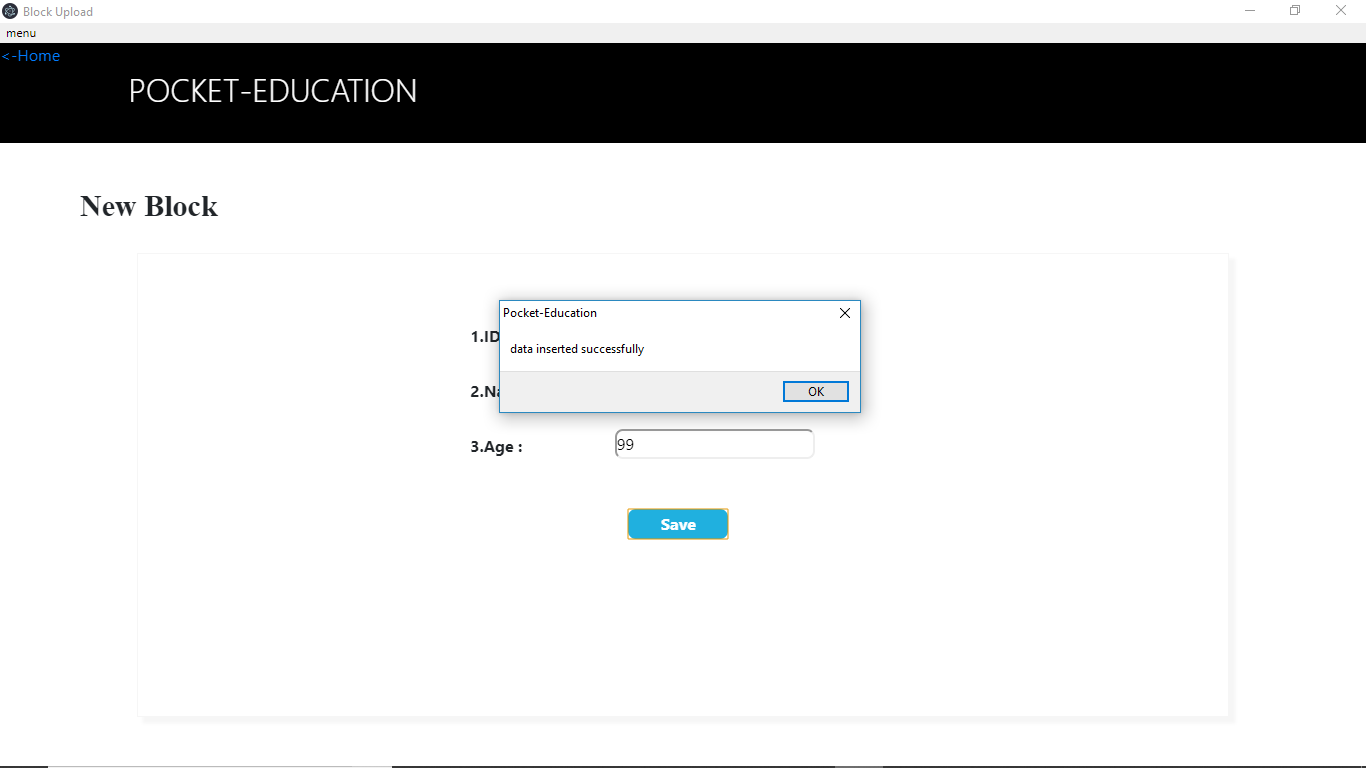 Block Upload
menu
<-Home
POCKET-EDUCATION
New Block
Pocket-Education
data inserted successfully
OK
1.ID
2.Na
3.Age :
99
Save